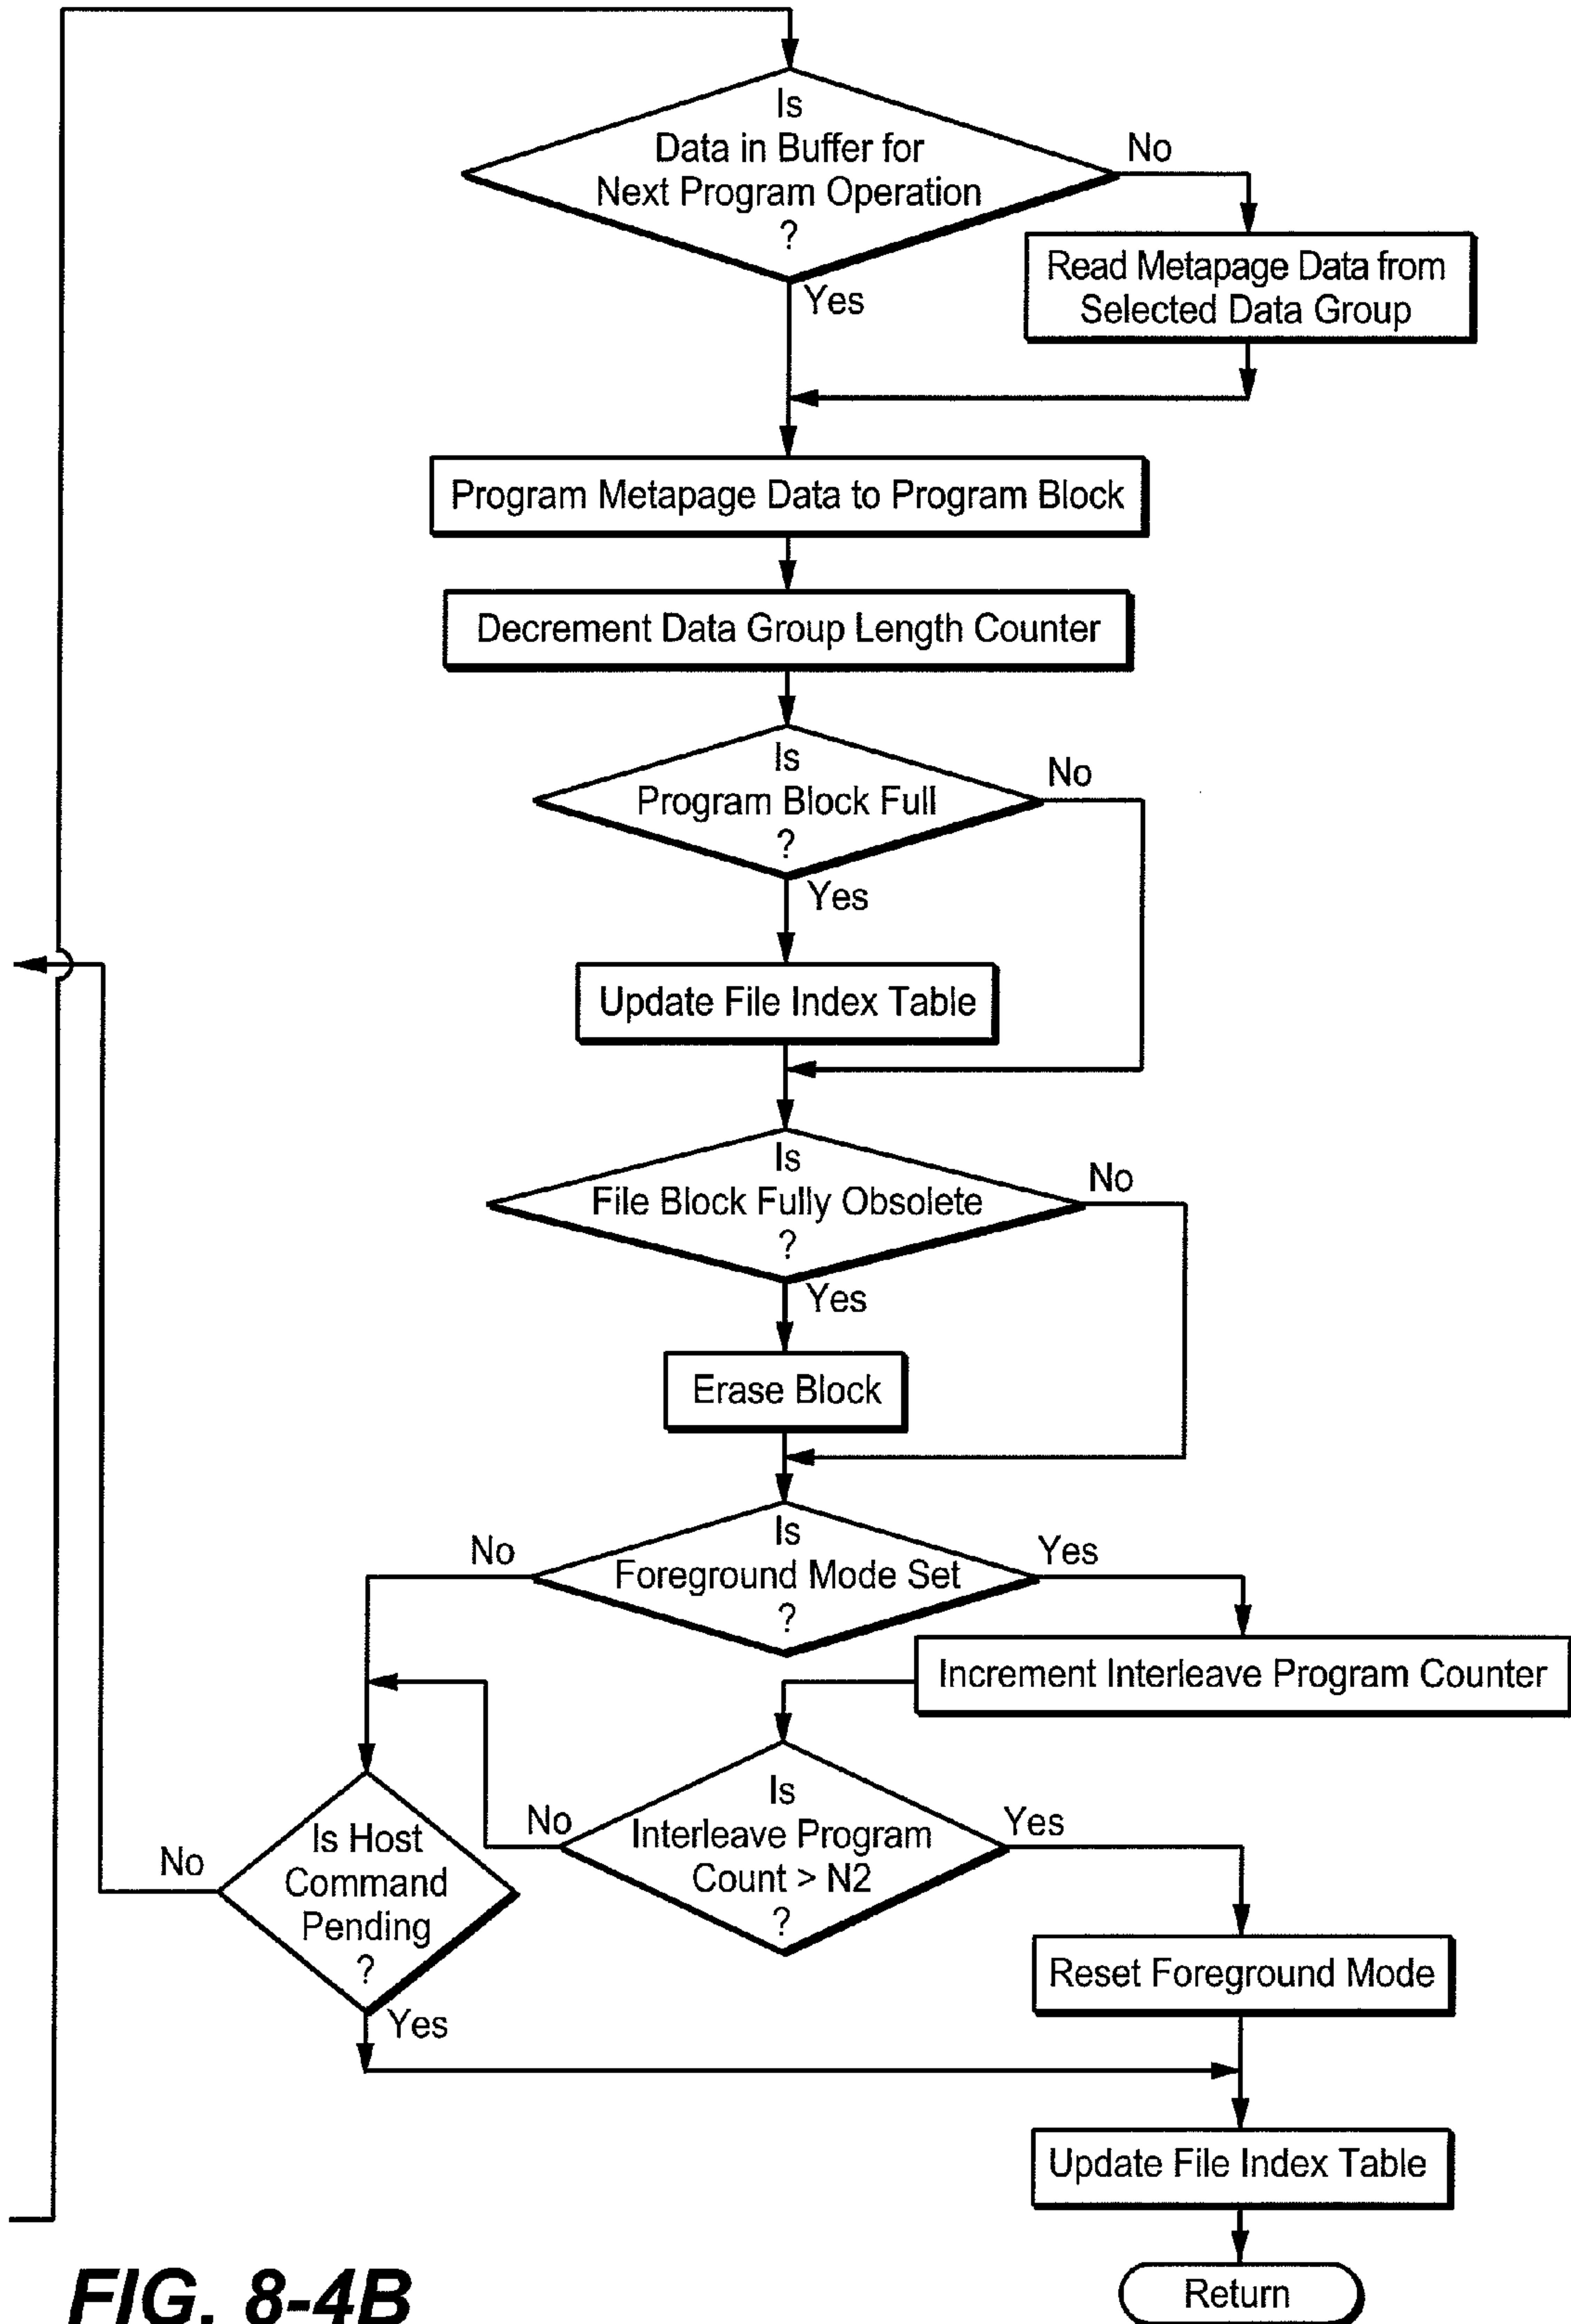 Is
Data in Buffer for
Next Program Operation
?
No
Yes
Read Metapage Data from
Selected Data Group
Program Metapage Data to Program Block
Decrement Data Group Length Counter
Is
Program Block Full
?
No
Yes
Update File Index Table
Is
File Block Fully Obsolete
?
No
Yes
Erase Block
Is
Foreground Mode Set
?
No
Yes
Increment Interleave Program Counter
Is
Interleave Program
Count > N2
?
No
Yes
Is Host
Command
Pending
?
No
Yes
Reset Foreground Mode
Update File Index Table
Return
FIG. 8-4B